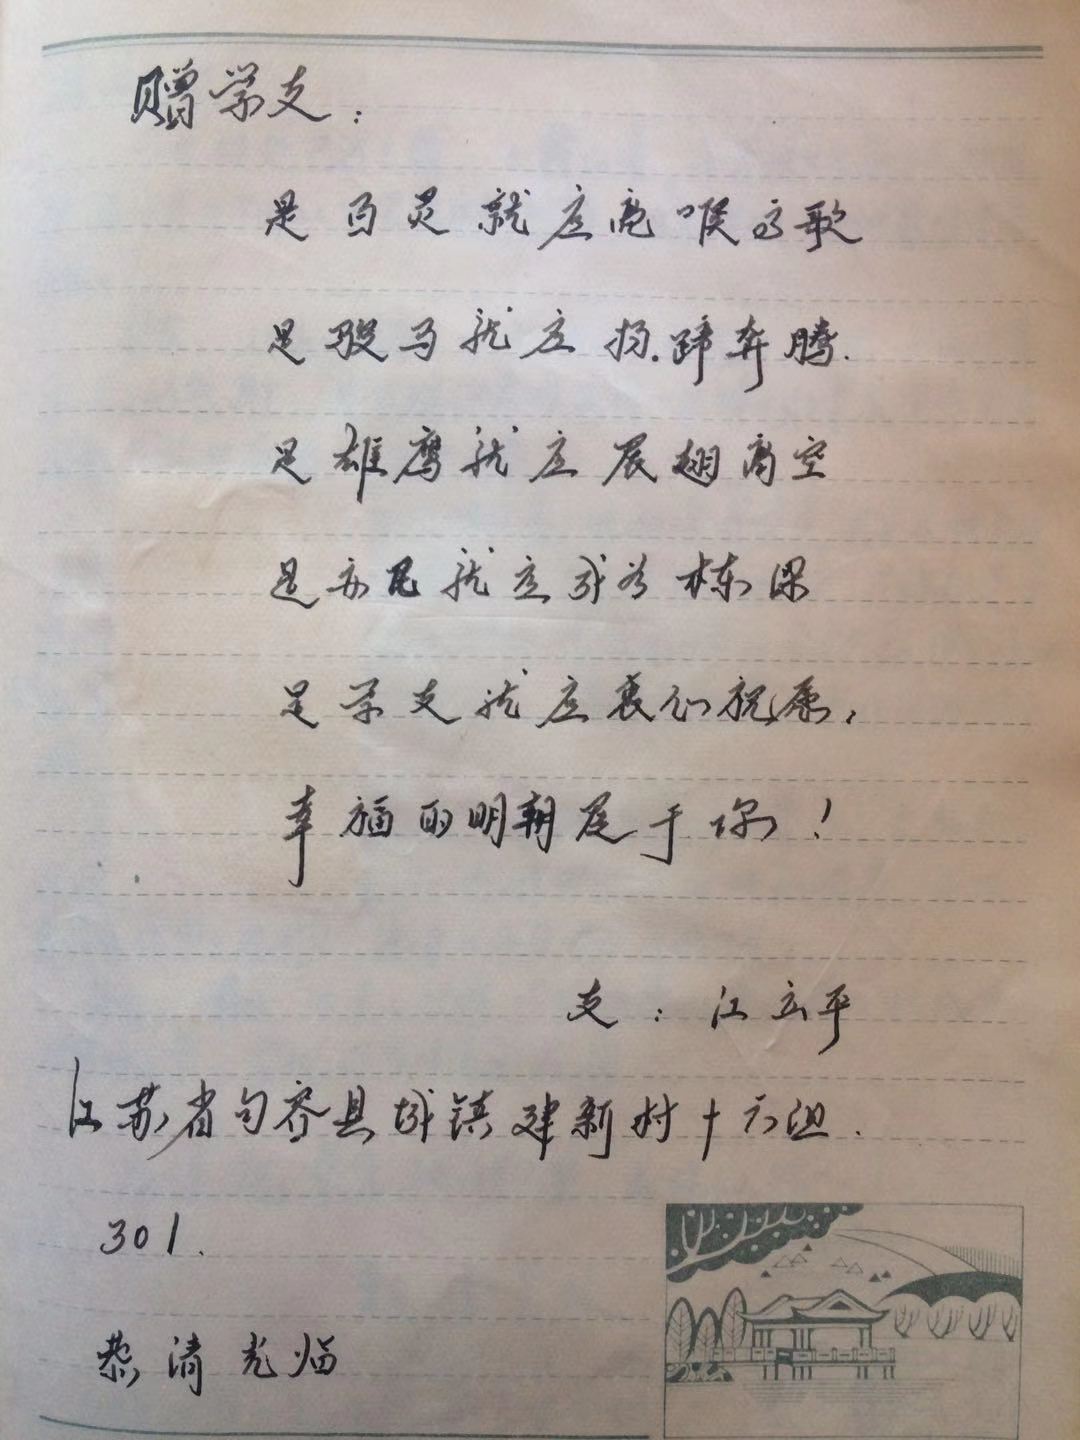 赠学友：
是百灵就应亮喉高歌
是骏马就应扬蹄奔腾.
是雄鹰就应展翅高空
是亦凡就应成为栋梁
是学友就应衷心祝愿，
幸福的明朝属于你！
友：江立平
江苏省句容县城镇建新村十六组.
301.
恭请光临